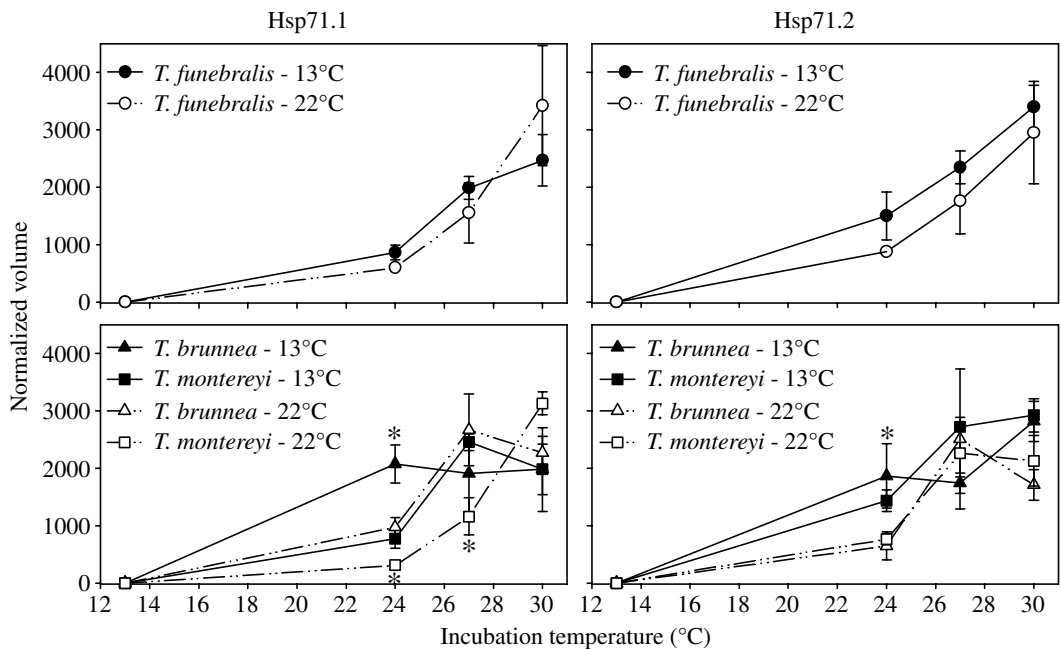 Hsp71.1
Hsp71.2
4000
3000
2000
1000
0
T. funebralis - 13°C
T. funebralis - 22°C
T. funebralis - 13°C
T. funebralis - 22°C
Normalized volume
4000
3000
2000
1000
0
T. brunnea - 13°C
T. montereyi - 13°C
T. brunnea - 22°C
T. montereyi - 22°C
*
*
*
T. brunnea - 13°C
T. montereyi - 13°C
T. brunnea - 22°C
T. montereyi - 22°C
*
12 14 16 18 20 22 24 26 28 30
12 14 16 18 20 22 24 26 28 30
Incubation temperature (°C)